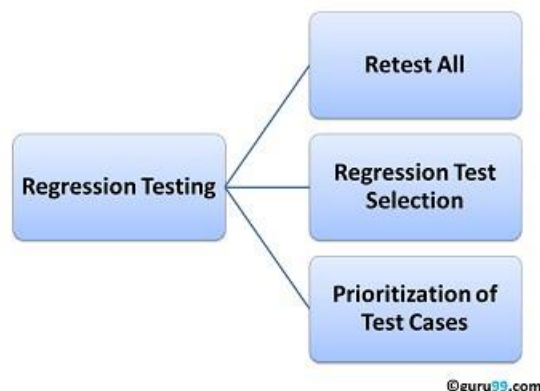 Retest All
Regression Testing
Regression Test
Selection
Prioritization of
Test Cases
©guru99.com